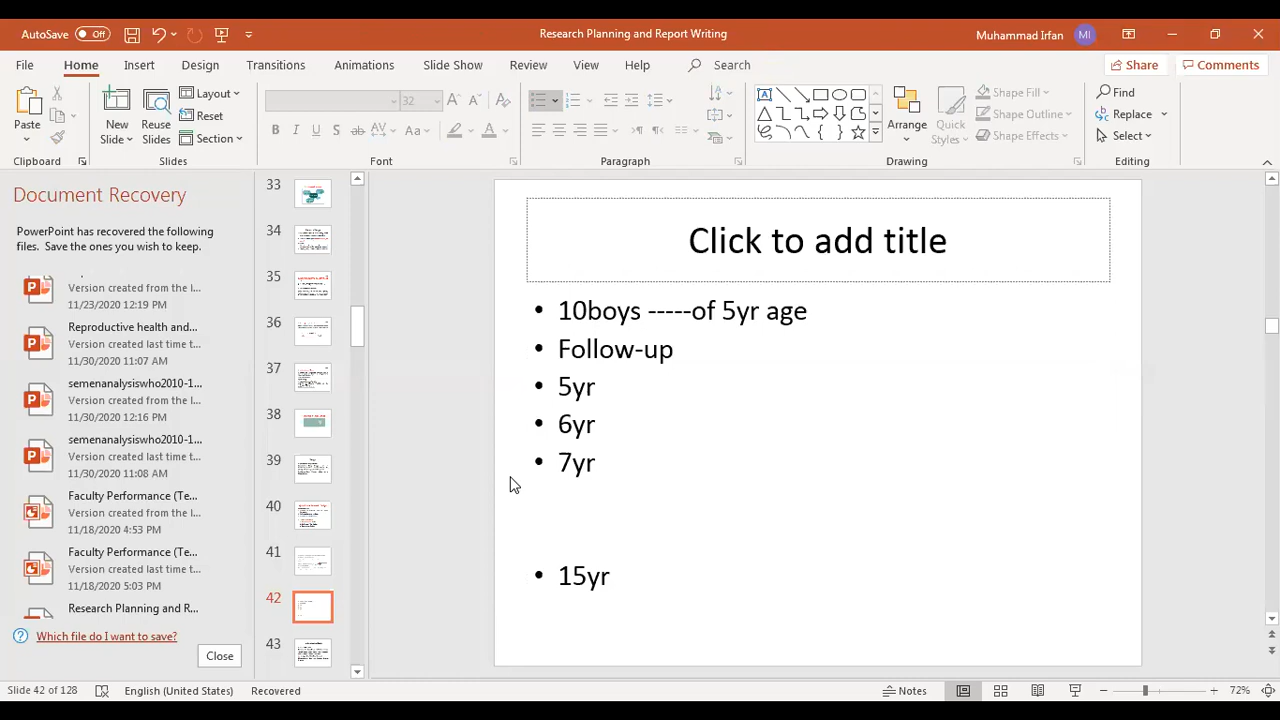 AutoSave Off Research Planning and Report Writing Muhammad Irfan MI
File Home Insert Design Transitions Animations Slide Show Review View Help Search Share Comments
Paste
New Slide
Reuse Slides
Layout
Reset
Section
32
Arrange
Quick Styles
Shape Fill
Shape Outline
Shape Effects
Find
Replace
Select
Clipboard Slides Font Paragraph Drawing Editing
Document Recovery
PowerPoint has recovered the following
files. Save the ones you wish to keep.
Version created from the l...
11/23/2020 12:19 PM
Reproductive health and...
Version created last time t...
11/30/2020 11:07 AM
semenanalysiswho2010-1...
Version created from the l...
11/30/2020 12:16 PM
semenanalysiswho2010-1...
Version created last time t...
11/30/2020 11:08 AM
Faculty Performance (Te...
Version created from the l...
11/18/2020 4:53 PM
Faculty Performance (Te...
Version created last time t...
11/18/2020 5:03 PM
Research Planning and R...
Which file do I want to save?
Close
33
34
35
36
37
38
39
40
41
42
43
Click to add title
• 10boys -----of 5yr age
• Follow-up
• 5yr
• 6yr
• 7yr
• 15yr
Slide 42 of 128 English (United States) Recovered Notes 72%